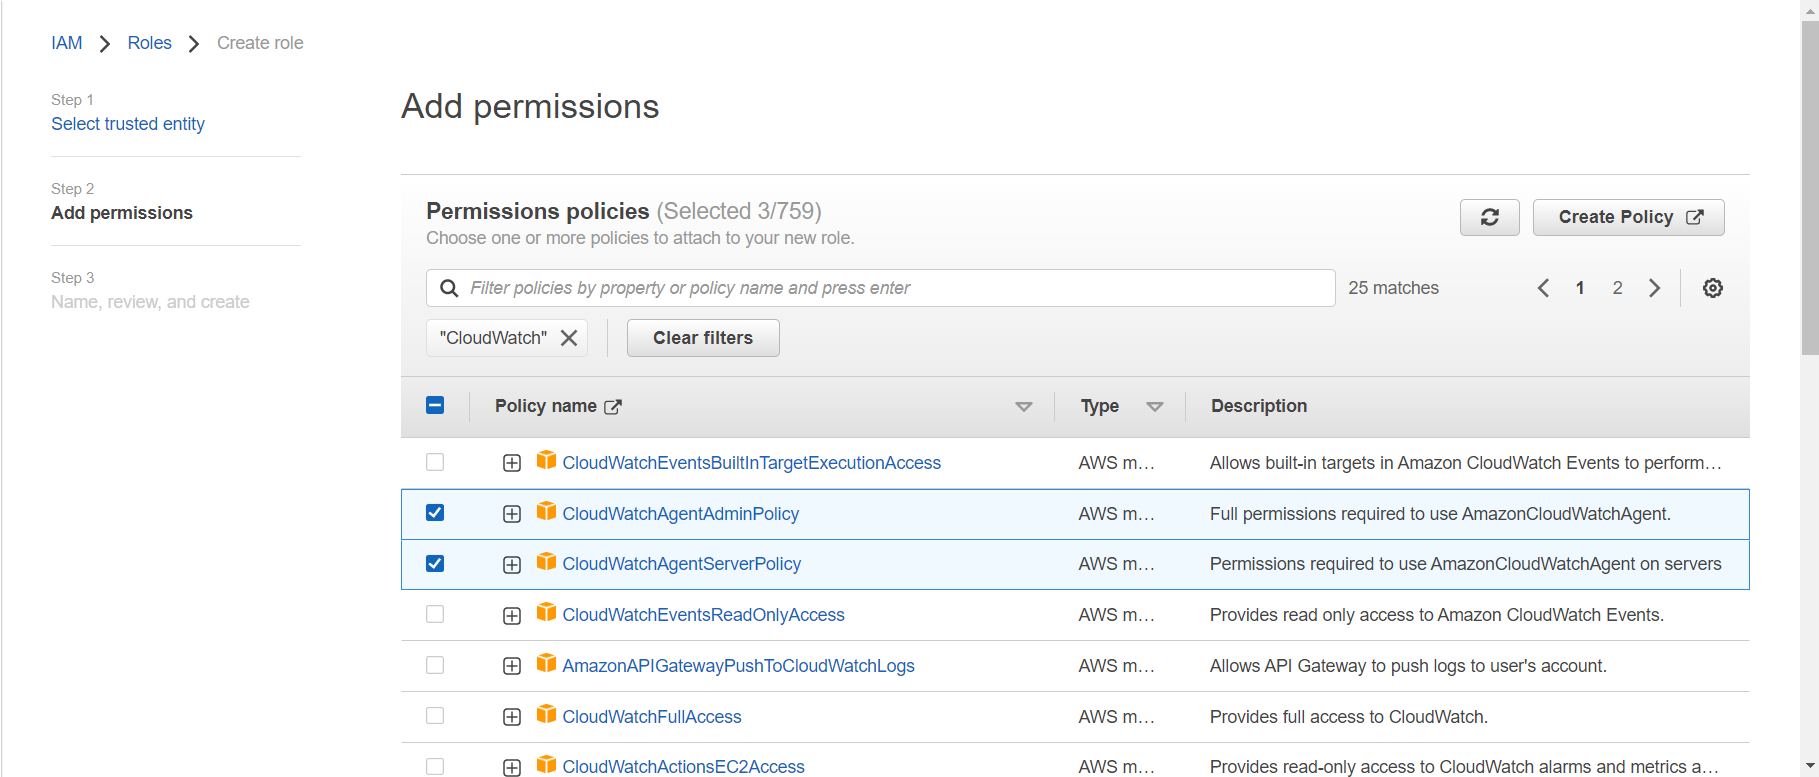 IAM > Roles > Create role
Step 1
Select trusted entity
Step 2
Add permissions
Step 3
Name, review, and create
Add permissions
Permissions policies (Selected 3/759)
Choose one or more policies to attach to your new role.
Create Policy
Filter policies by property or policy name and press enter
25 matches
1 2
"CloudWatch"
Clear filters
Policy name Type Description
CloudWatchEventsBuiltInTargetExecutionAccess AWS m… Allows built-in targets in Amazon CloudWatch Events to perform…
CloudWatchAgentAdminPolicy AWS m… Full permissions required to use AmazonCloudWatchAgent.
CloudWatchAgentServerPolicy AWS m… Permissions required to use AmazonCloudWatchAgent on servers
CloudWatchEventsReadOnlyAccess AWS m… Provides read only access to Amazon CloudWatch Events.
AmazonAPIGatewayPushToCloudWatchLogs AWS m… Allows API Gateway to push logs to user's account.
CloudWatchFullAccess AWS m… Provides full access to CloudWatch.
CloudWatchActionsEC2Access AWS m… Provides read-only access to CloudWatch alarms and metrics a…